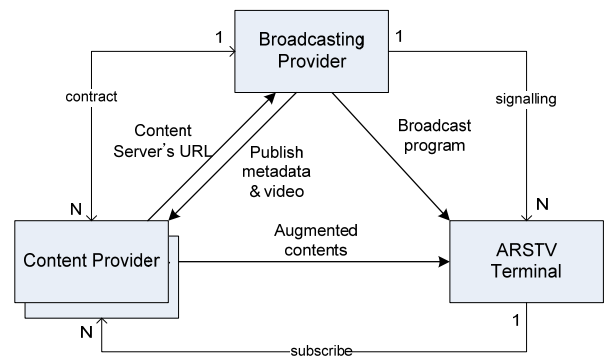 1
Broadcasting
Provider
1
contract
signalling
Content
Server's URL
Publish
metadata
& video
Broadcast
program
N
N
Content Provider
Augmented
contents
ARSTV
Terminal
N
1
subscribe